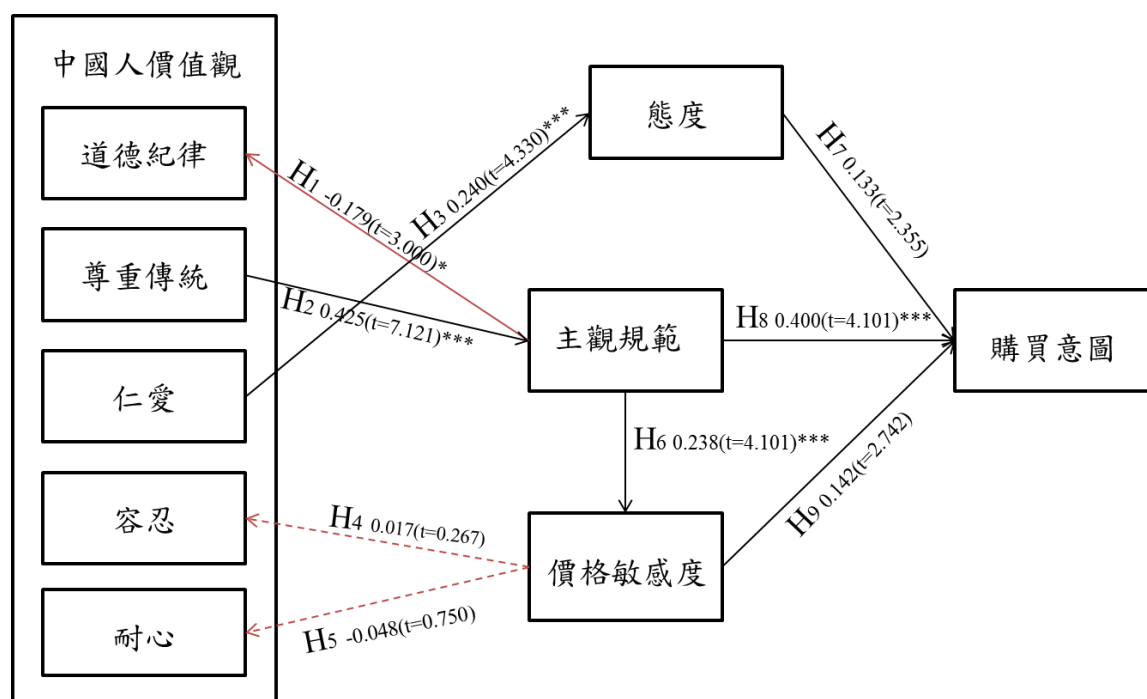 中國人價值觀
道德紀律
尊重傳統
仁愛
容忍
耐心
態度
主觀規範
價格敏感度
購買意圖
H1 -0.179(t=3.000)*
H2 0.425(t=7.121)***
H3 0.240(t=4.330)***
H4 0.017(t=0.267)
H5 -0.048(t=0.750)
H6 0.238(t=4.101)***
H7 0.133(t=2.355)
H8 0.400(t=4.101)***
H9 0.142(t=2.742)